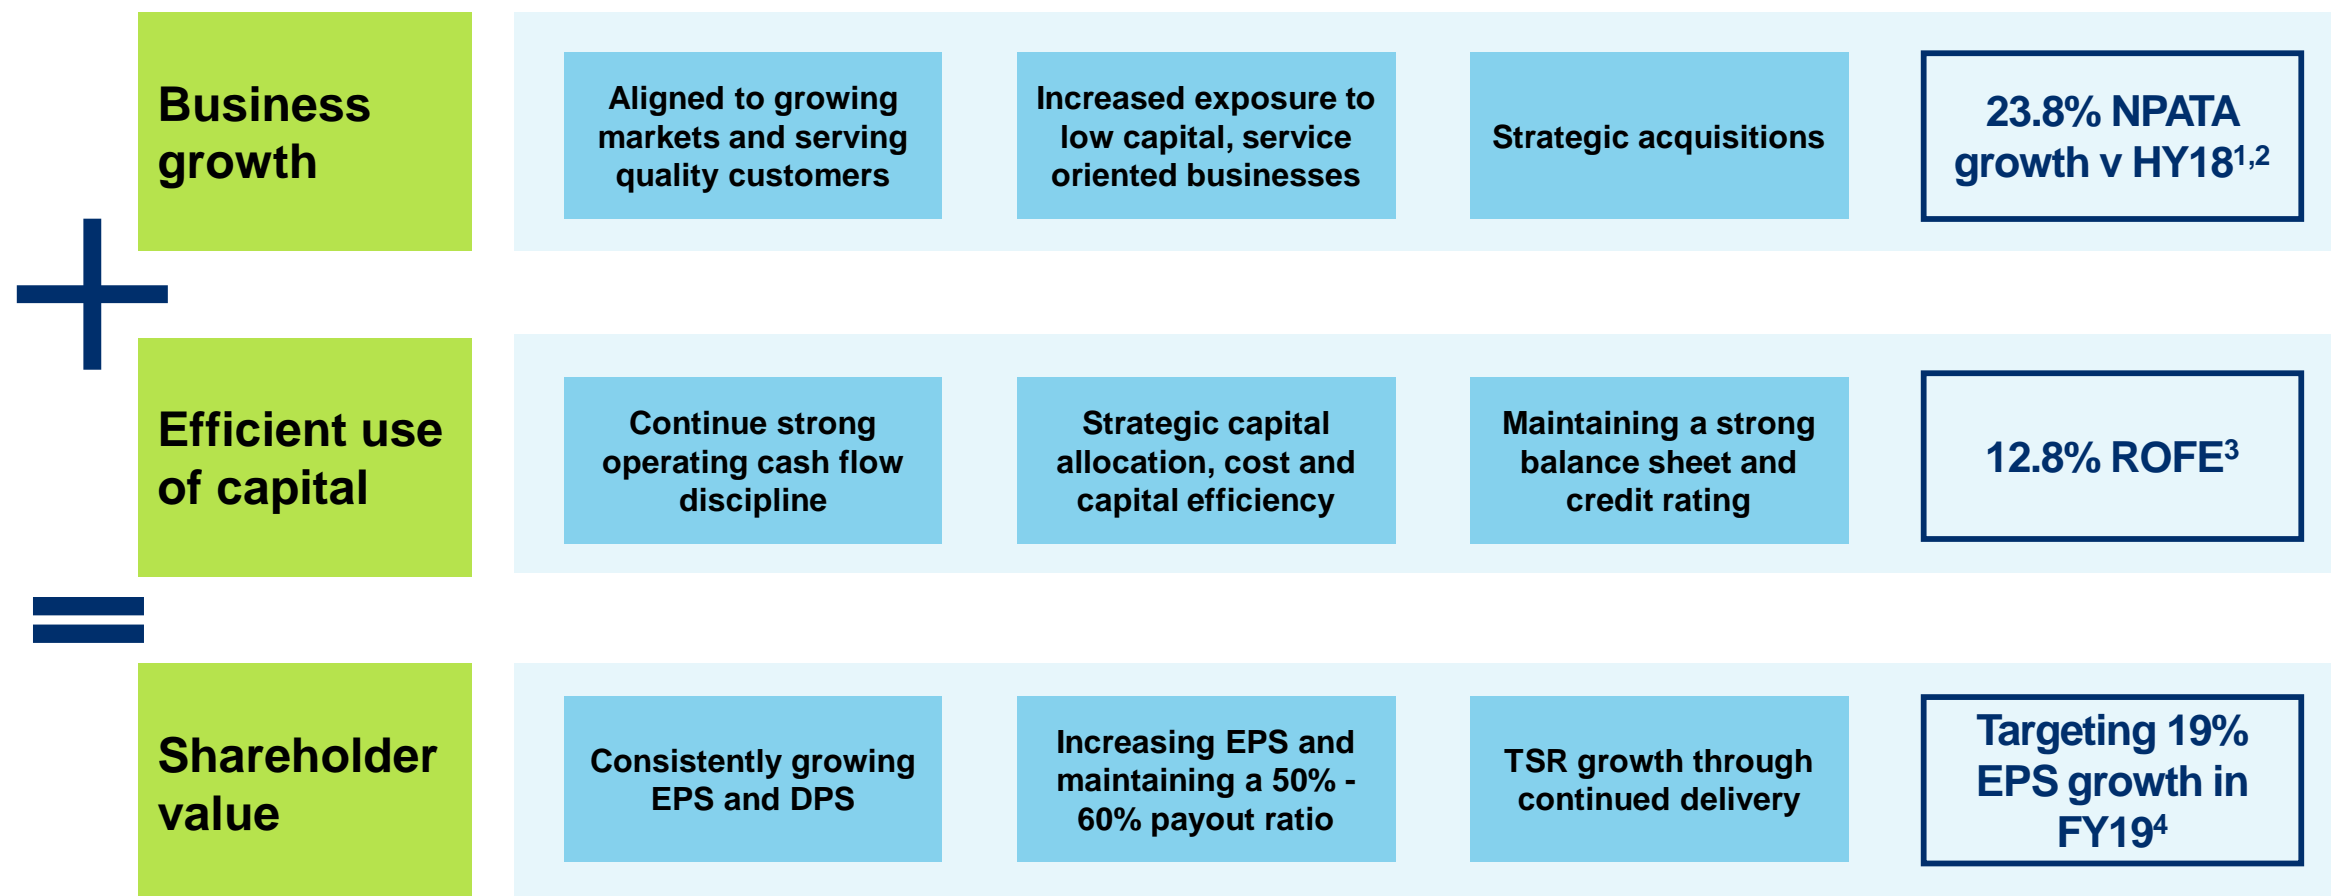 Business
growth
Aligned to growing
markets and serving
quality customers
Increased exposure to
low capital, service
oriented businesses
Strategic acquisitions
23.8% NPATA
growth v HY18¹,²
+
Efficient use
of capital
Continue strong
operating cash flow
discipline
Strategic capital
allocation, cost and
capital efficiency
Maintaining a strong
balance sheet and
credit rating
12.8% ROFE³
=
Shareholder
value
Consistently growing
EPS and DPS
Increasing EPS and
maintaining a 50% -
60% payout ratio
TSR growth through
continued delivery
Targeting 19%
EPS growth in
FY19⁴